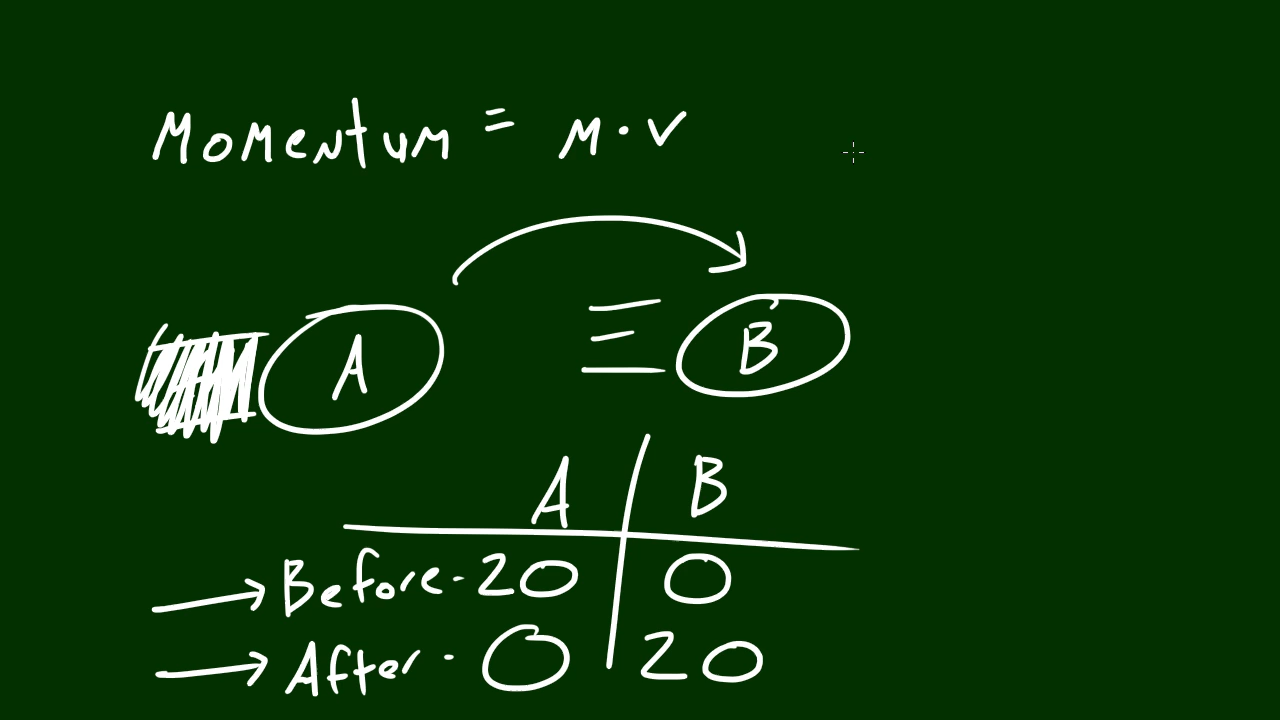 Momentum = m · v
A B
A B
Before - 20 0
After - 0 20